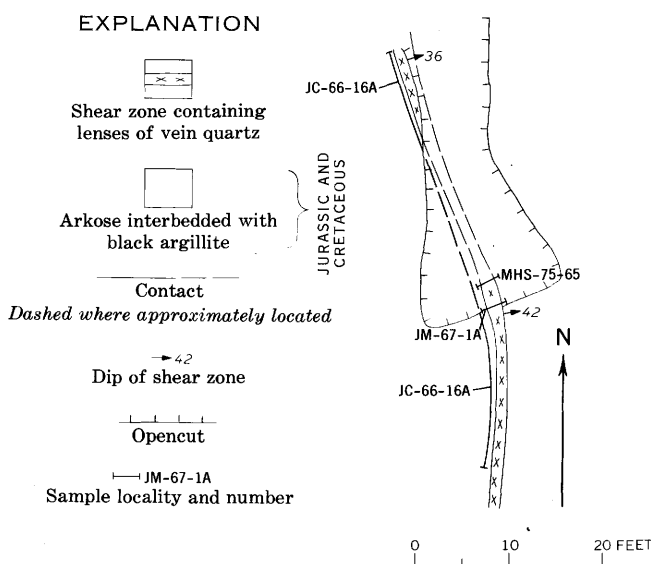 EXPLANATION
Shear zone containing
lenses of vein quartz
Arkose interbedded with
black argillite
JURASSIC AND
CRETACEOUS
Contact
Dashed where approximately located
42
Dip of shear zone
Opencut
JM-67-1A
Sample locality and number
36
JC-66-16A
MHS-75-65
42
JM-67-1A
N
JC-66-16A
0 10 20 FEET